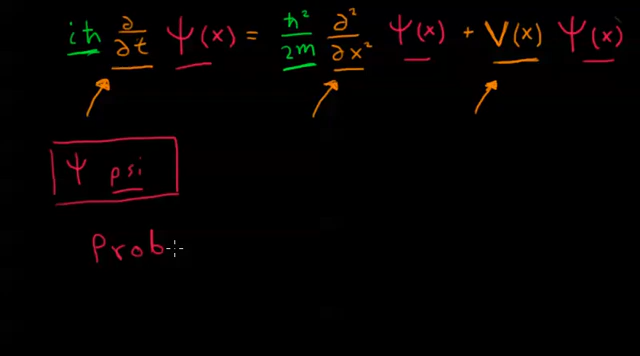 iħ ∂/∂t Ψ(x) = ħ²/2m ∂²/∂x² Ψ(x) + V(x) Ψ(x)
Ψ psi
Prob